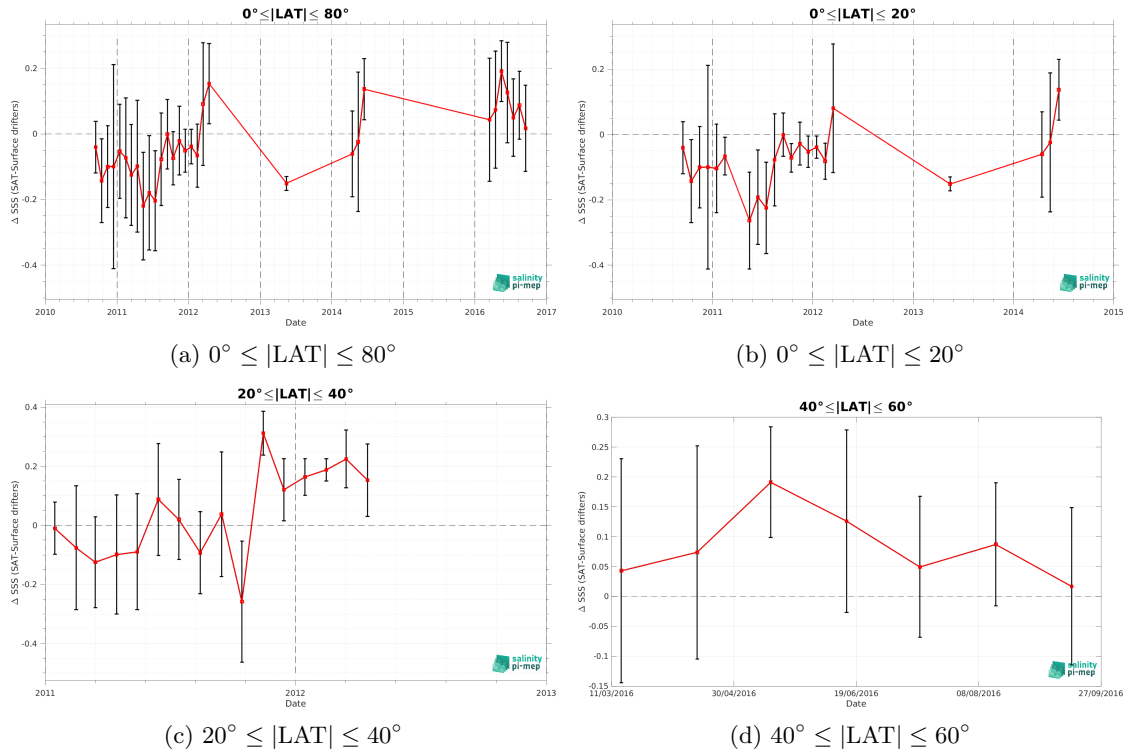 0°≤|LAT|≤ 80°
Δ SSS (SAT-Surface drifters)
0.2
0
-0.2
-0.4
2010 2011 2012 2013 2014 2015 2016 2017
Date
salinity
pi-mep
(a) 0° ≤ |LAT| ≤ 80°
0°≤|LAT|≤ 20°
Δ SSS (SAT-Surface drifters)
0.2
0
-0.2
-0.4
2010 2011 2012 2013 2014 2015
Date
salinity
pi-mep
(b) 0° ≤ |LAT| ≤ 20°
20°≤|LAT|≤ 40°
Δ SSS (SAT-Surface drifters)
0.4
0.2
0
-0.2
-0.4
2011 2012 2013
Date
salinity
pi-mep
(c) 20° ≤ |LAT| ≤ 40°
40°≤|LAT|≤ 60°
Δ SSS (SAT-Surface drifters)
0.3
0.25
0.2
0.15
0.1
0.05
0
-0.05
-0.1
-0.15
11/03/2016 30/04/2016 19/06/2016 08/08/2016 27/09/2016
Date
salinity
pi-mep
(d) 40° ≤ |LAT| ≤ 60°